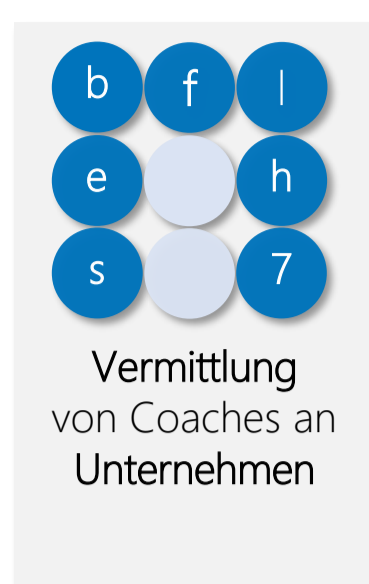 b f l
e h
s 7
Vermittlung
von Coaches an
Unternehmen